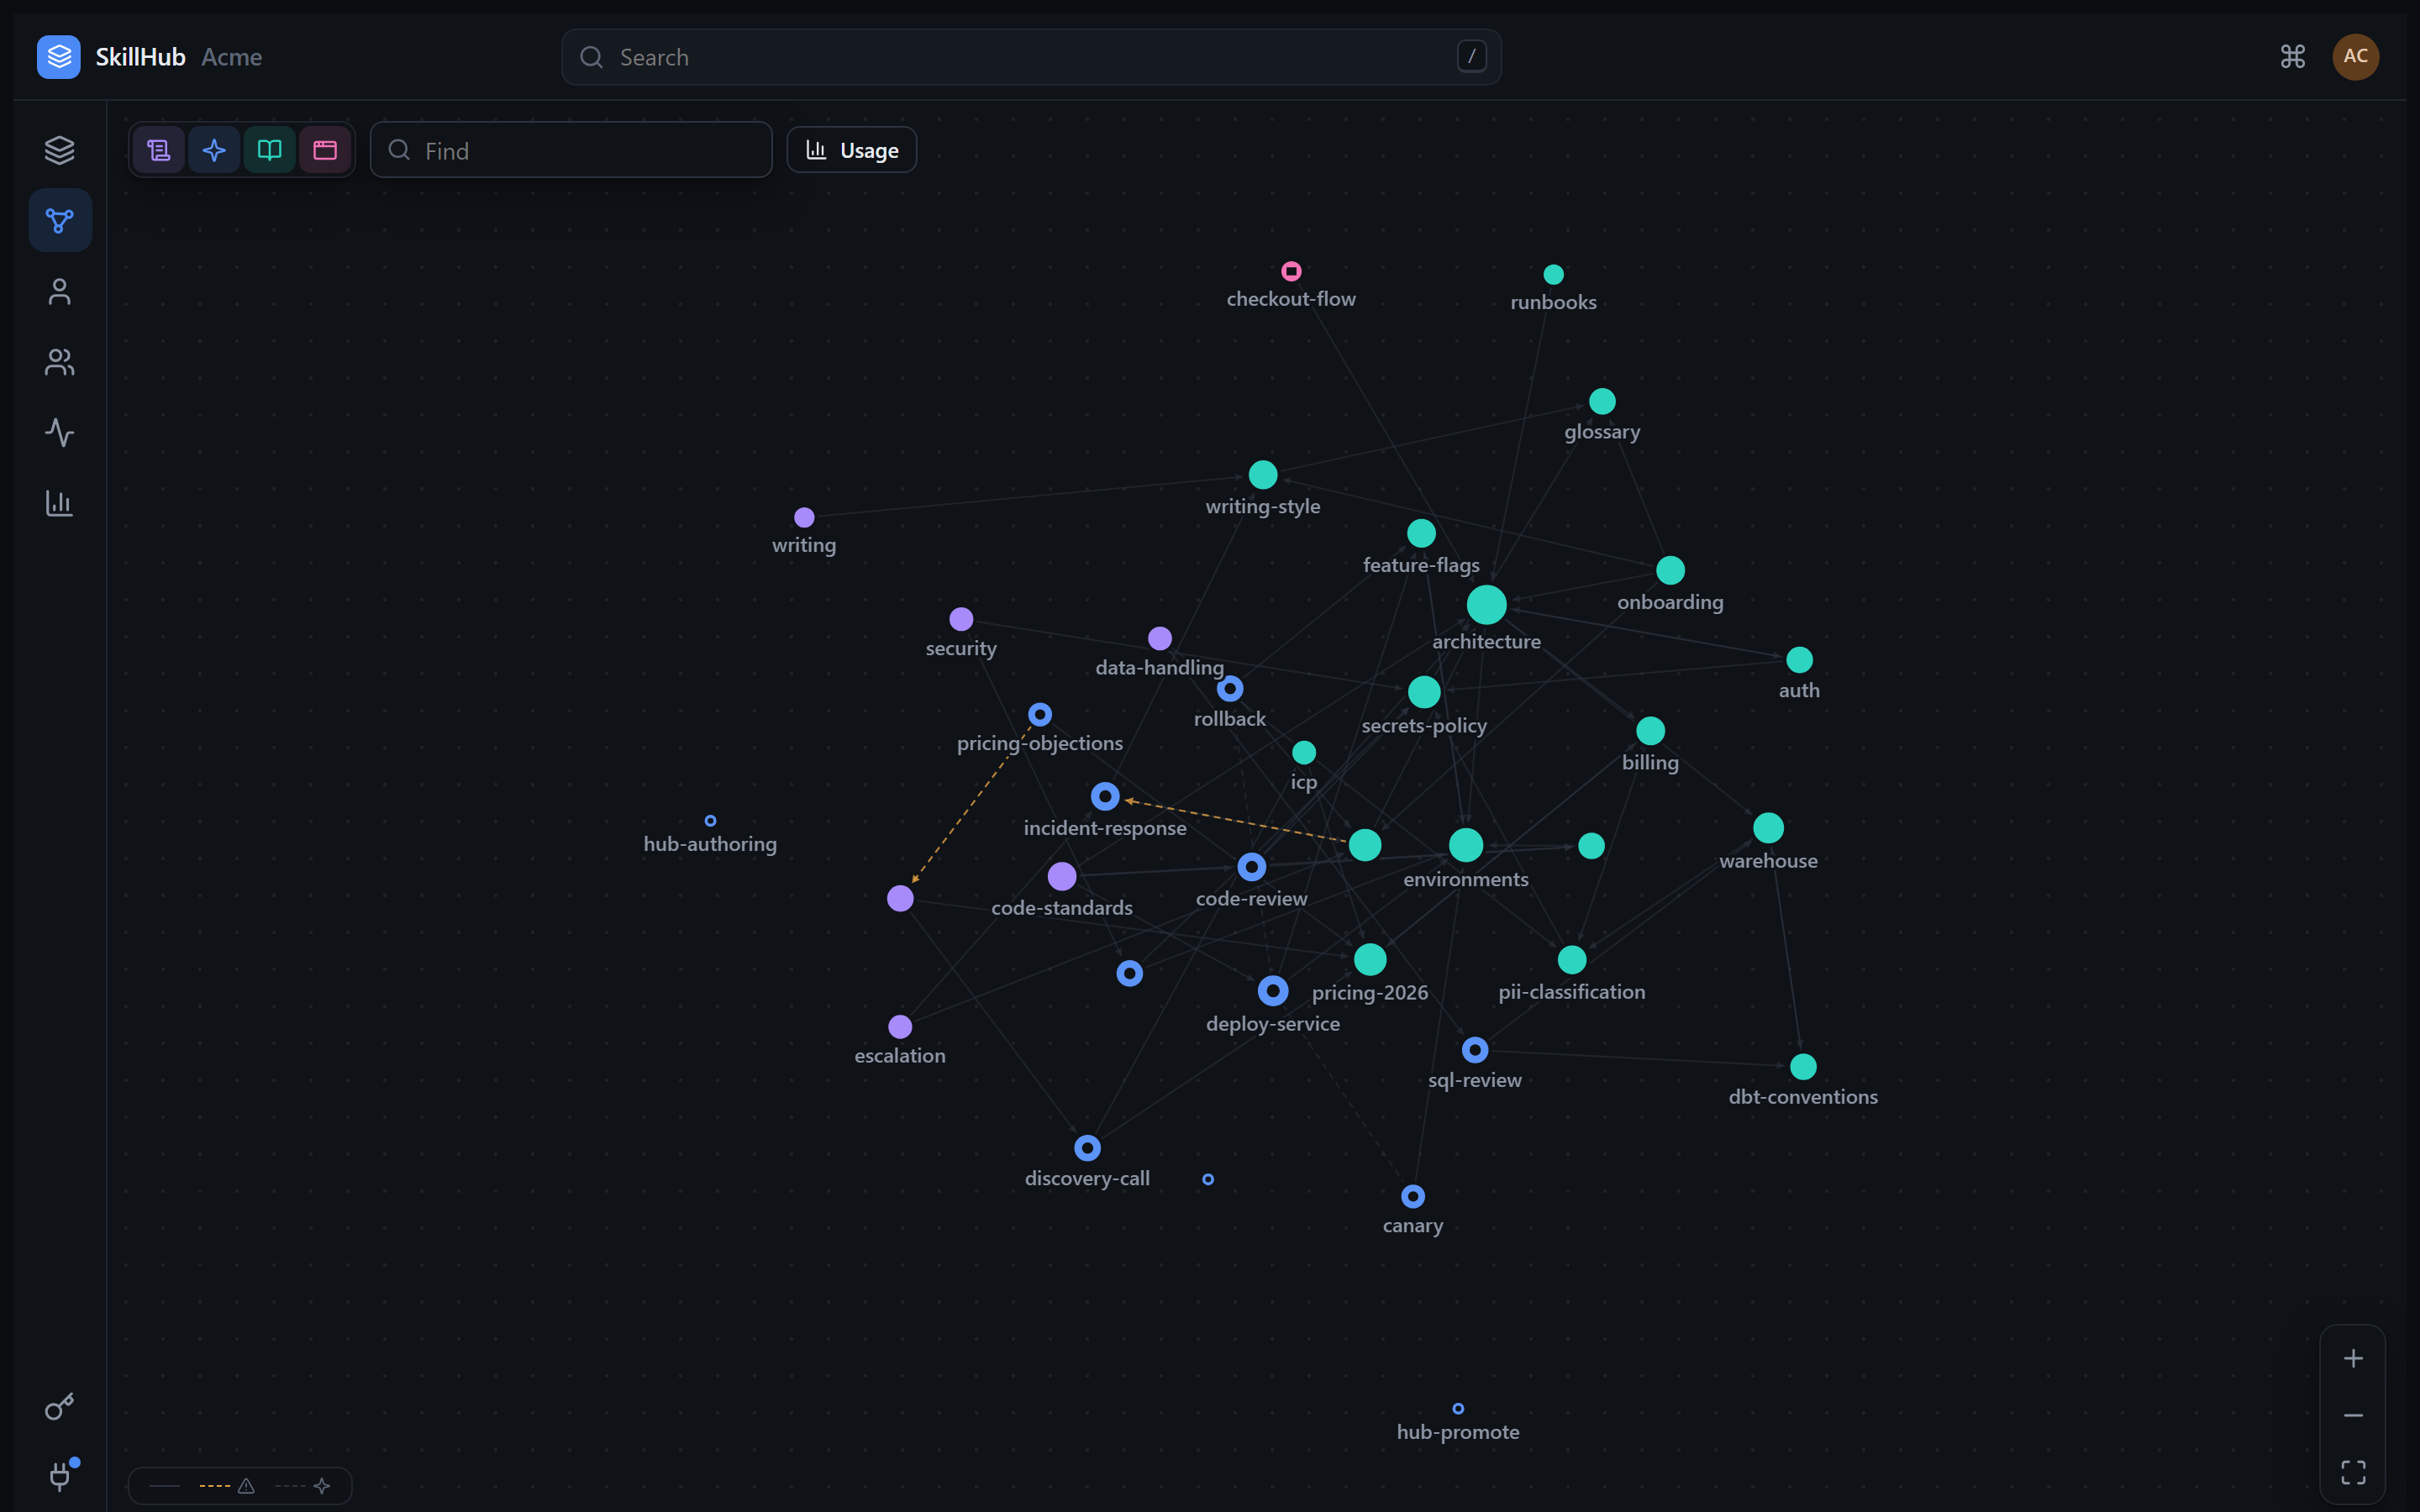 SkillHub Acme
Search
/
AC
Find
Usage
checkout-flow
runbooks
glossary
writing-style
writing
feature-flags
onboarding
architecture
security
data-handling
auth
rollback
secrets-policy
pricing-objections
billing
icp
incident-response
hub-authoring
warehouse
environments
code-review
code-standards
pricing-2026
pii-classification
deploy-service
escalation
sql-review
dbt-conventions
discovery-call
canary
hub-promote